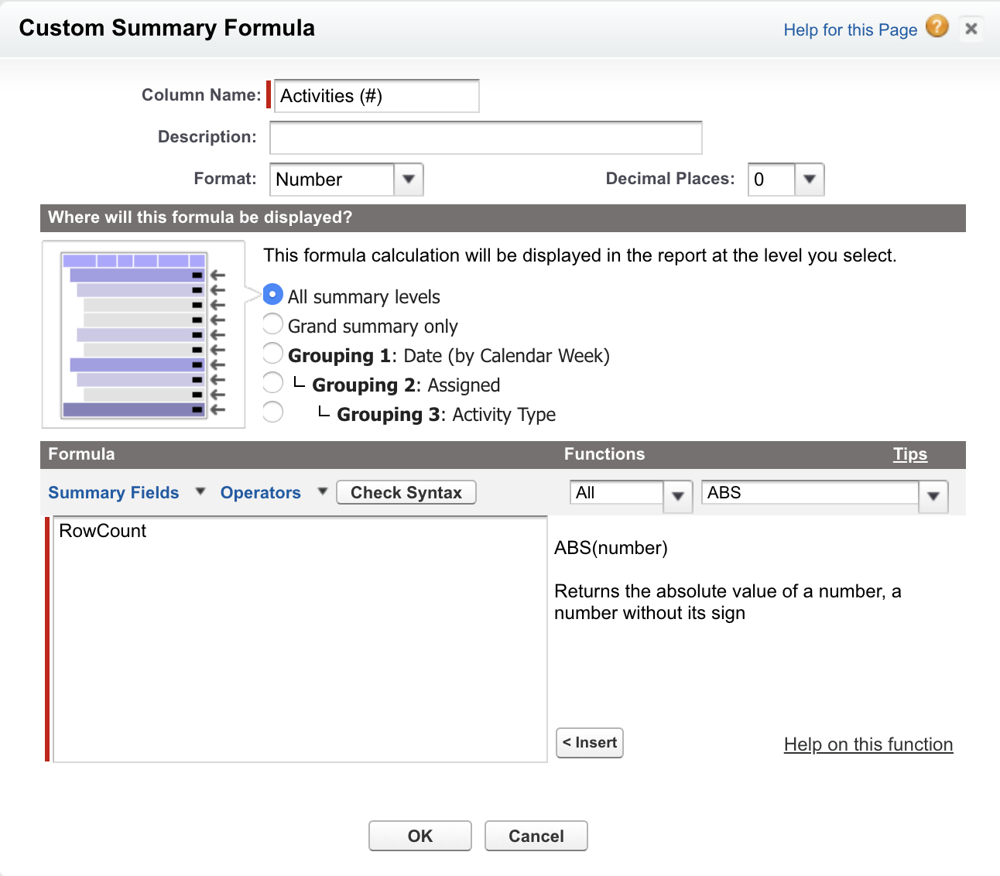 Custom Summary Formula
Help for this Page ?
Column Name: Activities (#)
Description:
Format: Number Decimal Places: 0
Where will this formula be displayed?
This formula calculation will be displayed in the report at the level you select.
All summary levels
Grand summary only
Grouping 1: Date (by Calendar Week)
Grouping 2: Assigned
Grouping 3: Activity Type
Formula Functions Tips
Summary Fields Operators Check Syntax All ABS
RowCount
ABS(number)
Returns the absolute value of a number, a
number without its sign
< Insert Help on this function
OK Cancel